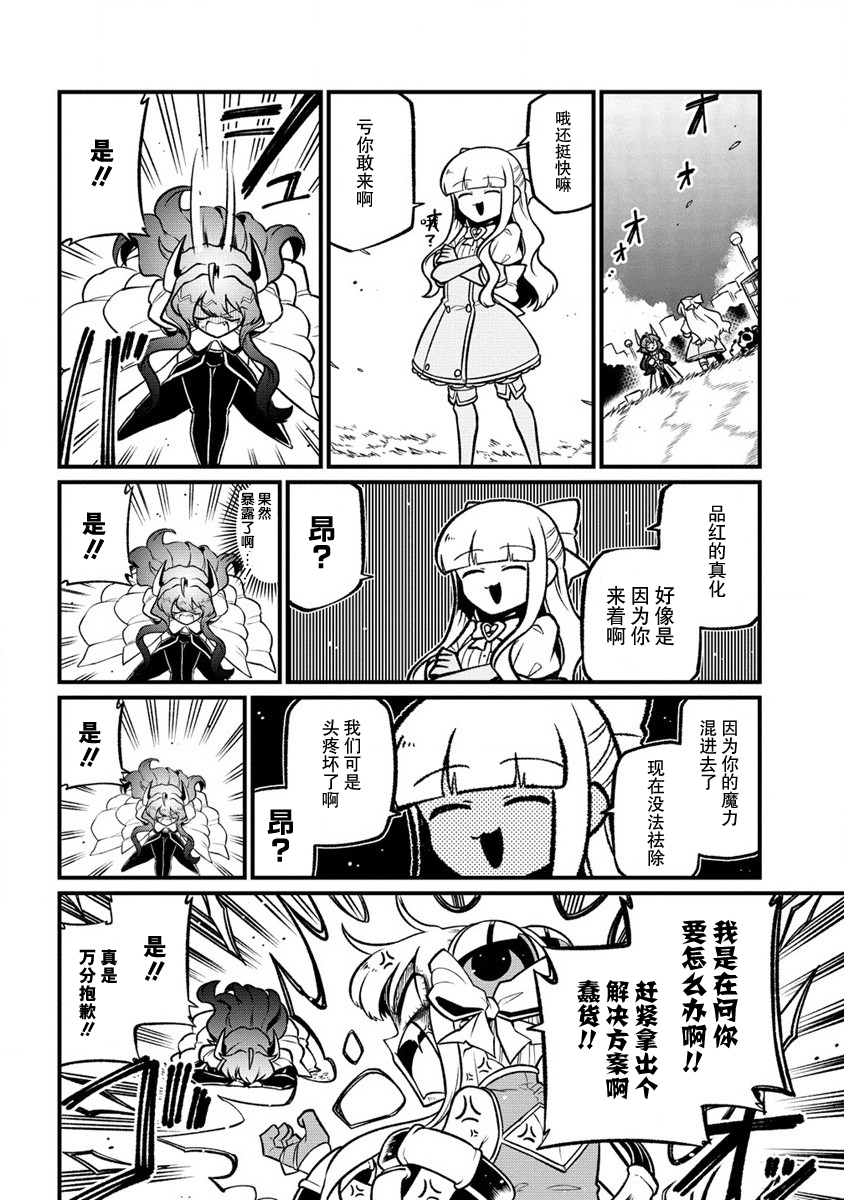 哦还挺快嘛
亏你敢来啊
哦？
是!!
品红的真化
好像是
因为你
来着啊
昂？
果然
暴露了啊…
是!!
因为你的魔力
混进去了
现在没法祛除
我们可是
头疼坏了啊
昂？
是!!
我是在问你
要怎么办啊!!
赶紧拿出个
解决方案啊
蠢货!!
是!!
真是
万分抱歉!!